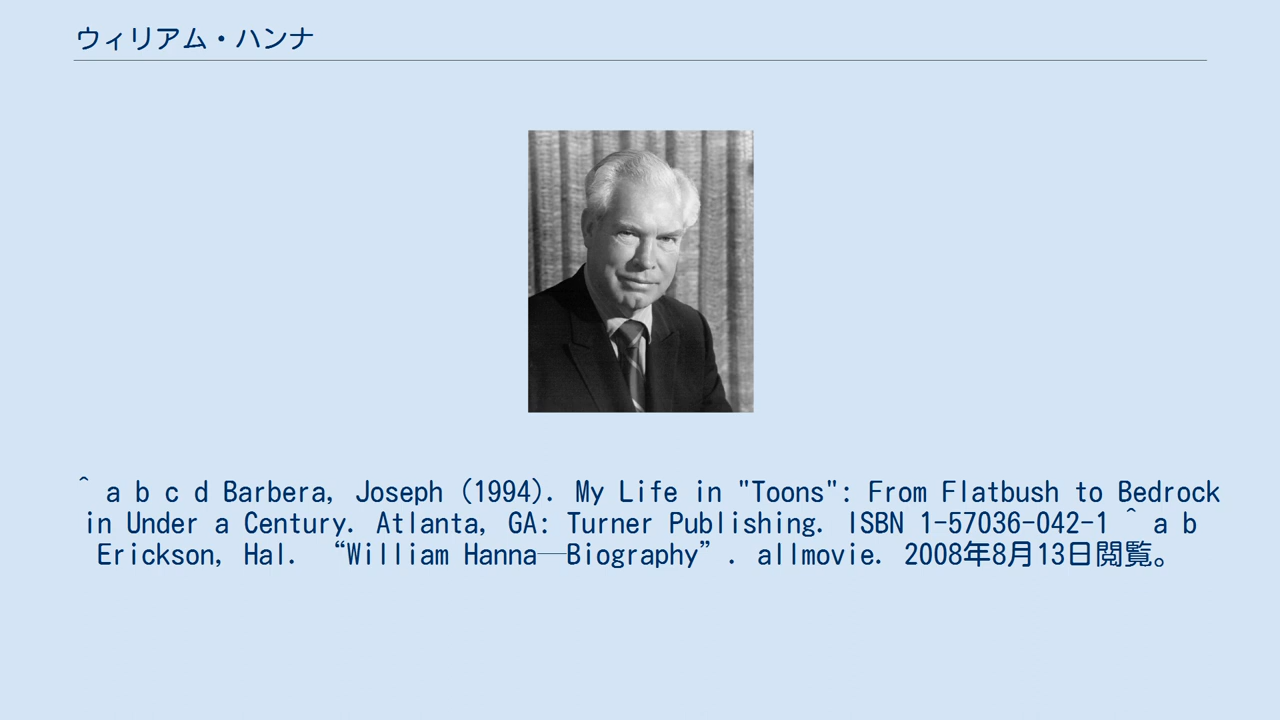 ウィリアム・ハンナ
^ a b c d Barbera, Joseph (1994). My Life in "Toons": From Flatbush to Bedrock
in Under a Century. Atlanta, GA: Turner Publishing. ISBN 1-57036-042-1 ^ a b
Erickson, Hal. “William Hanna—Biography”. allmovie. 2008年8月13日閲覧。